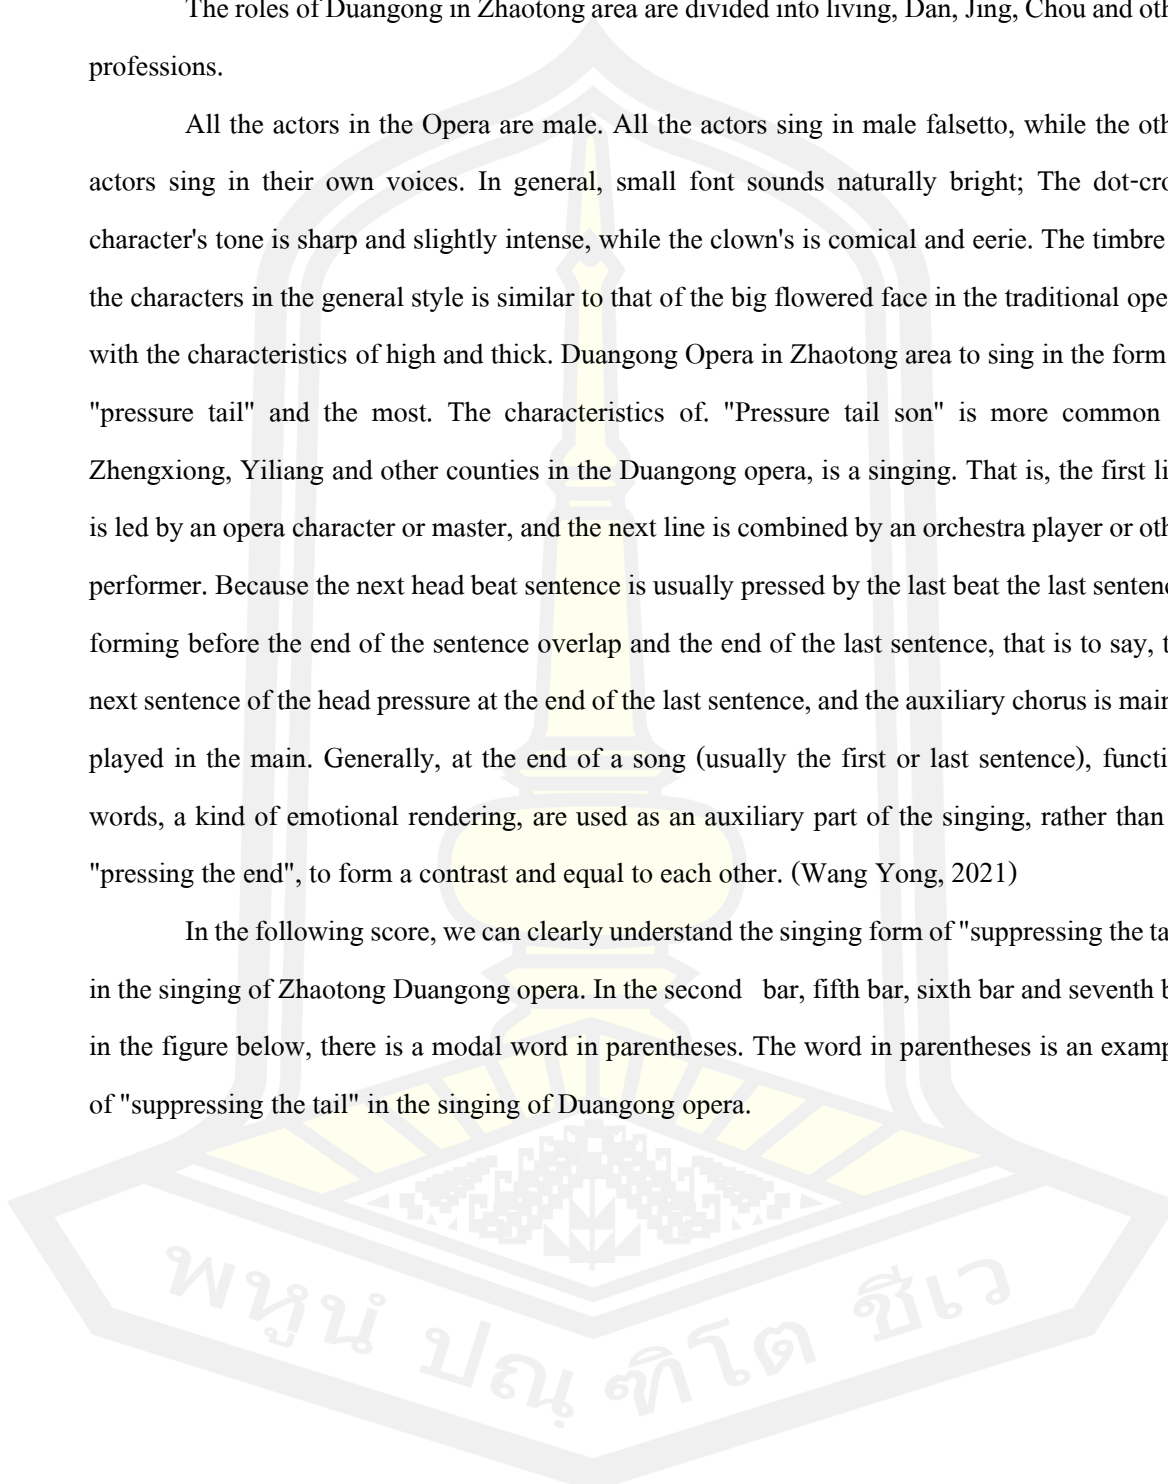 The roles of Duangong in Zhaotong area are divided into living, Dan, Jing, Chou and oth
professions.
All the actors in the Opera are male. All the actors sing in male falsetto, while the oth
actors sing in their own voices. In general, small font sounds naturally bright; The dot-cro
character's tone is sharp and slightly intense, while the clown's is comical and eerie. The timbre
the characters in the general style is similar to that of the big flowered face in the traditional ope
with the characteristics of high and thick. Duangong Opera in Zhaotong area to sing in the form
"pressure tail" and the most. The characteristics of. "Pressure tail son" is more common
Zhengxiong, Yiliang and other counties in the Duangong opera, is a singing. That is, the first li
is led by an opera character or master, and the next line is combined by an orchestra player or oth
performer. Because the next head beat sentence is usually pressed by the last beat the last sentenc
forming before the end of the sentence overlap and the end of the last sentence, that is to say, t
next sentence of the head pressure at the end of the last sentence, and the auxiliary chorus is main
played in the main. Generally, at the end of a song (usually the first or last sentence), functi
words, a kind of emotional rendering, are used as an auxiliary part of the singing, rather than
"pressing the end", to form a contrast and equal to each other. (Wang Yong, 2021)
In the following score, we can clearly understand the singing form of "suppressing the ta
in the singing of Zhaotong Duangong opera. In the second bar, fifth bar, sixth bar and seventh b
in the figure below, there is a modal word in parentheses. The word in parentheses is an examp
of "suppressing the tail" in the singing of Duangong opera.
พหูนํ ปณฺฑิโต ชีเว